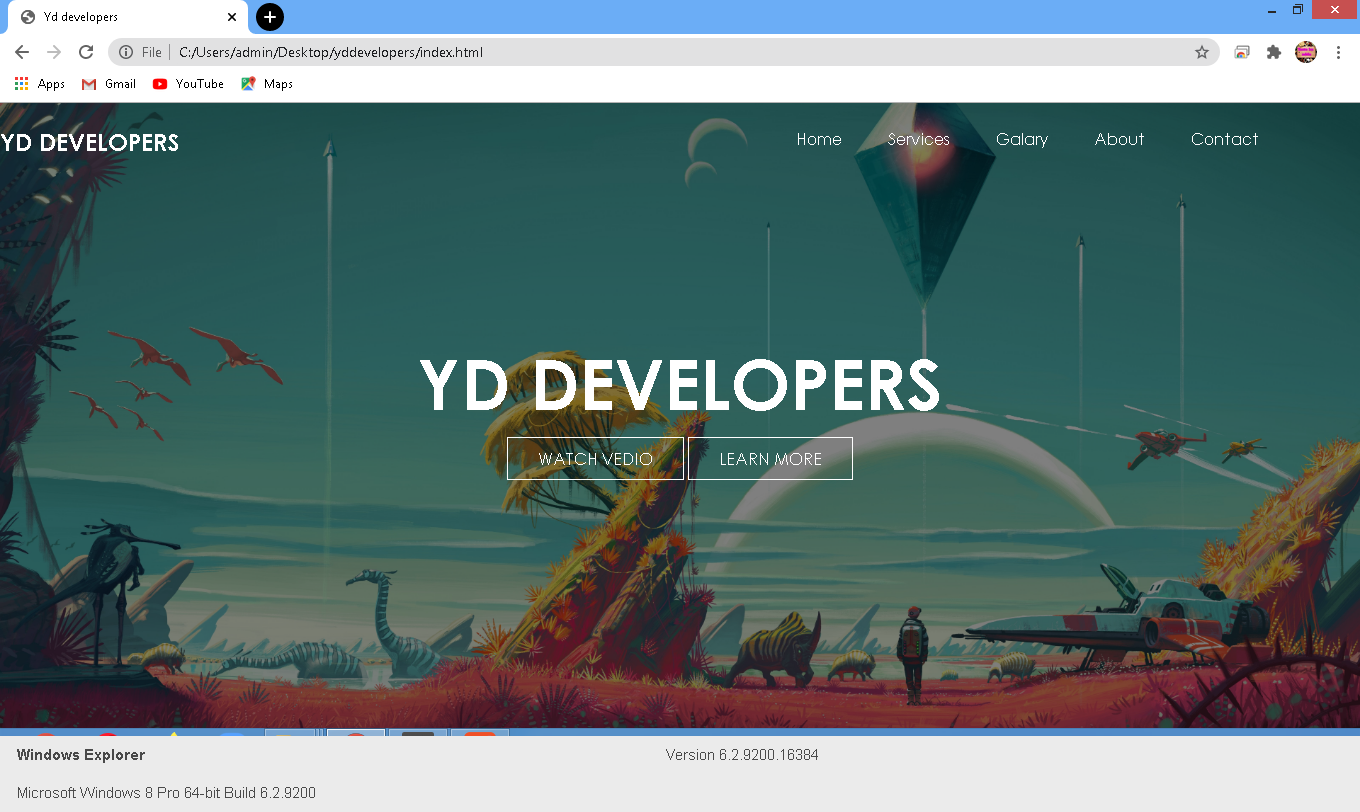 Yd developers
File C:/Users/admin/Desktop/yddevelopers/index.html
Apps Gmail YouTube Maps
YD DEVELOPERS Home Services Galary About Contact
YD DEVELOPERS
WATCH VEDIO LEARN MORE
Windows Explorer Version 6.2.9200.16384
Microsoft Windows 8 Pro 64-bit Build 6.2.9200